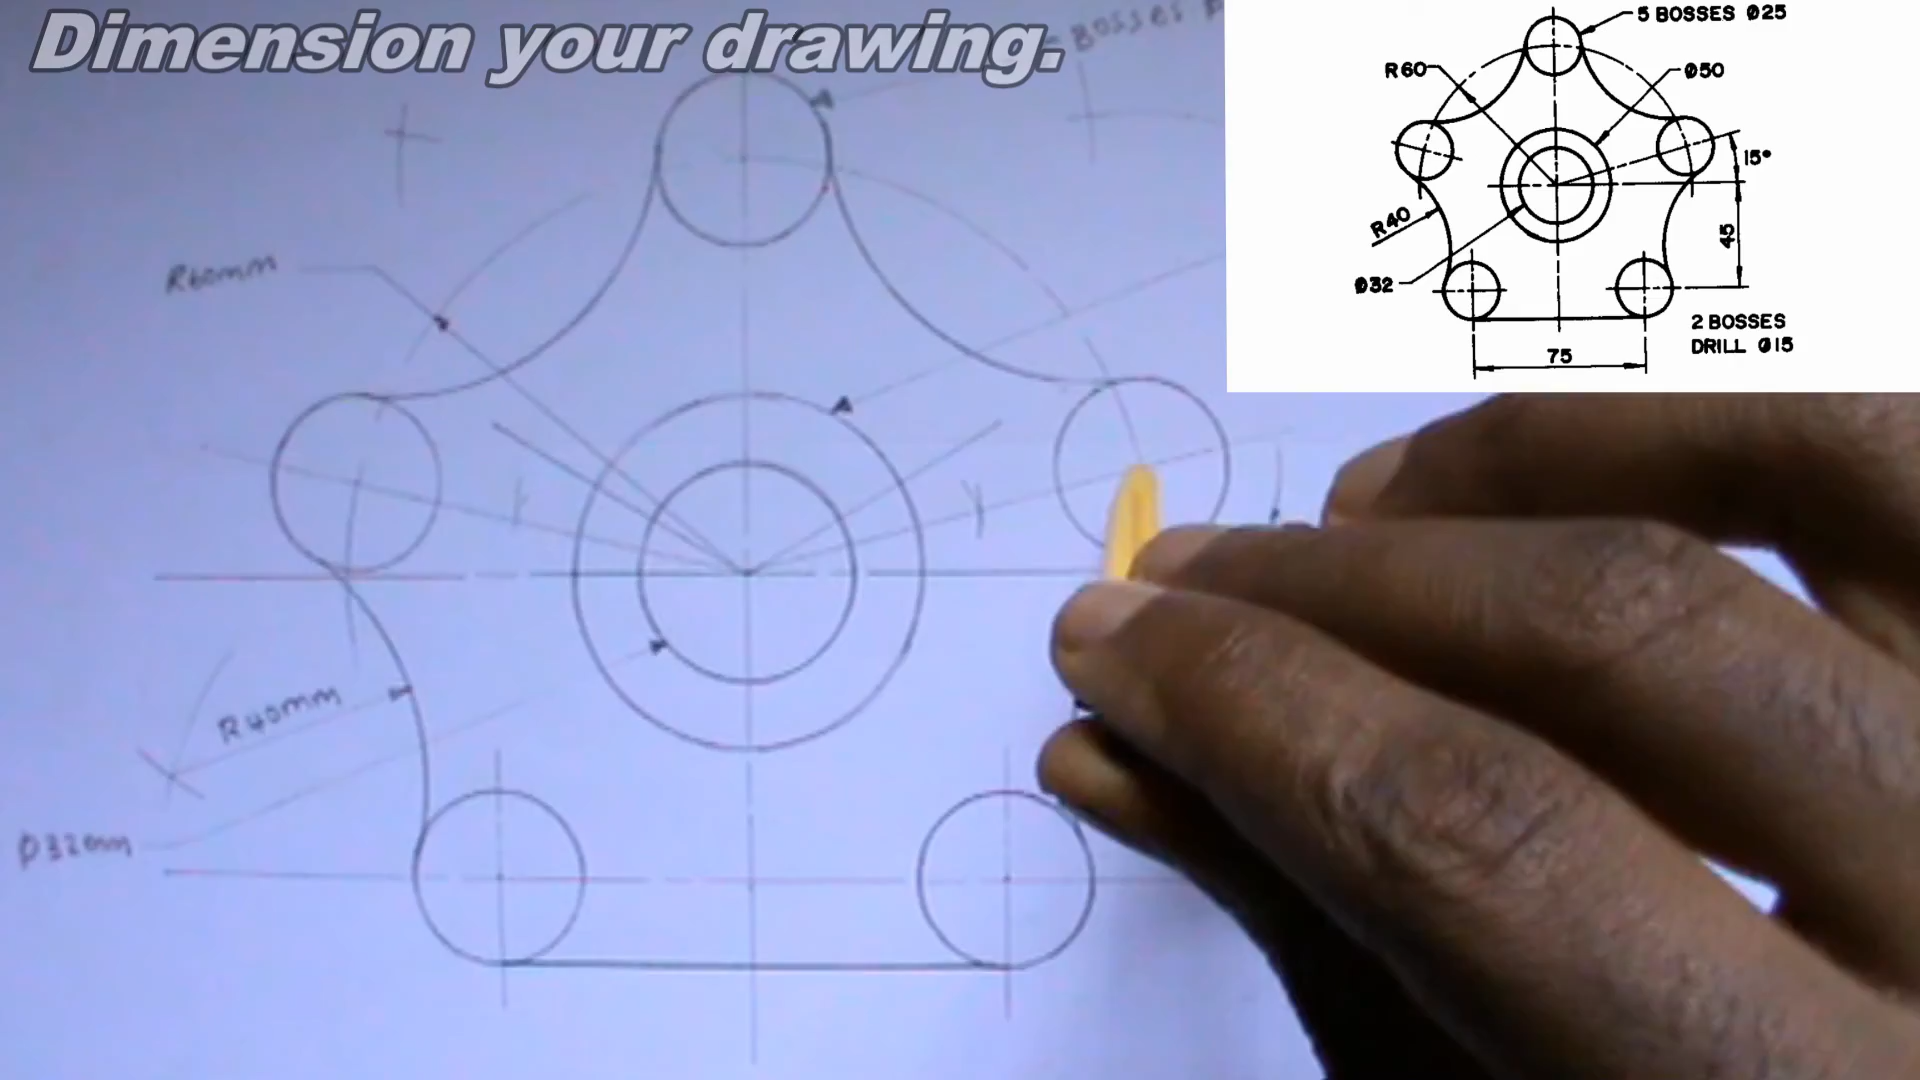 Dimension your drawing.
BOSSES
R60mm
R40mm
Ø32mm
5 BOSSES Ø25
R60
Ø50
15°
R40
45
Ø32
2 BOSSES
DRILL Ø15
75